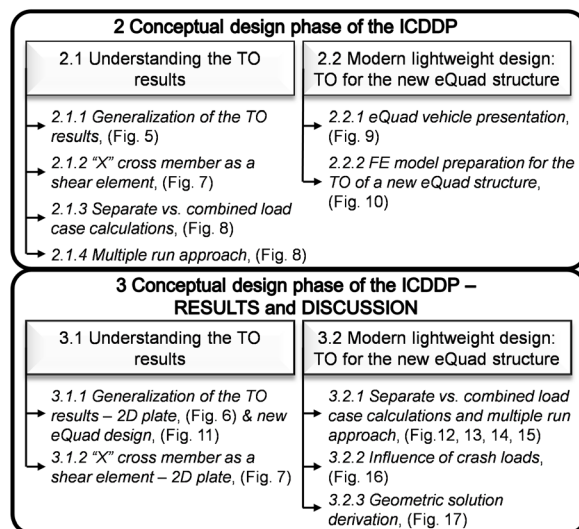 2 Conceptual design phase of the ICDDP
2.1 Understanding the TO
results
2.1.1 Generalization of the TO
results, (Fig. 5)
2.1.2 “X” cross member as a
shear element, (Fig. 7)
2.1.3 Separate vs. combined load
case calculations, (Fig. 8)
2.1.4 Multiple run approach, (Fig. 8)
2.2 Modern lightweight design:
TO for the new eQuad structure
2.2.1 eQuad vehicle presentation,
(Fig. 9)
2.2.2 FE model preparation for the
TO of a new eQuad structure,
(Fig. 10)
3 Conceptual design phase of the ICDDP –
RESULTS and DISCUSSION
3.1 Understanding the TO
results
3.1.1 Generalization of the TO
results – 2D plate, (Fig. 6) & new
eQuad design, (Fig. 11)
3.1.2 “X” cross member as a
shear element – 2D plate, (Fig. 7)
3.2 Modern lightweight design:
TO for the new eQuad structure
3.2.1 Separate vs. combined load
case calculations and multiple run
approach, (Fig.12, 13, 14, 15)
3.2.2 Influence of crash loads,
(Fig. 16)
3.2.3 Geometric solution
derivation, (Fig. 17)